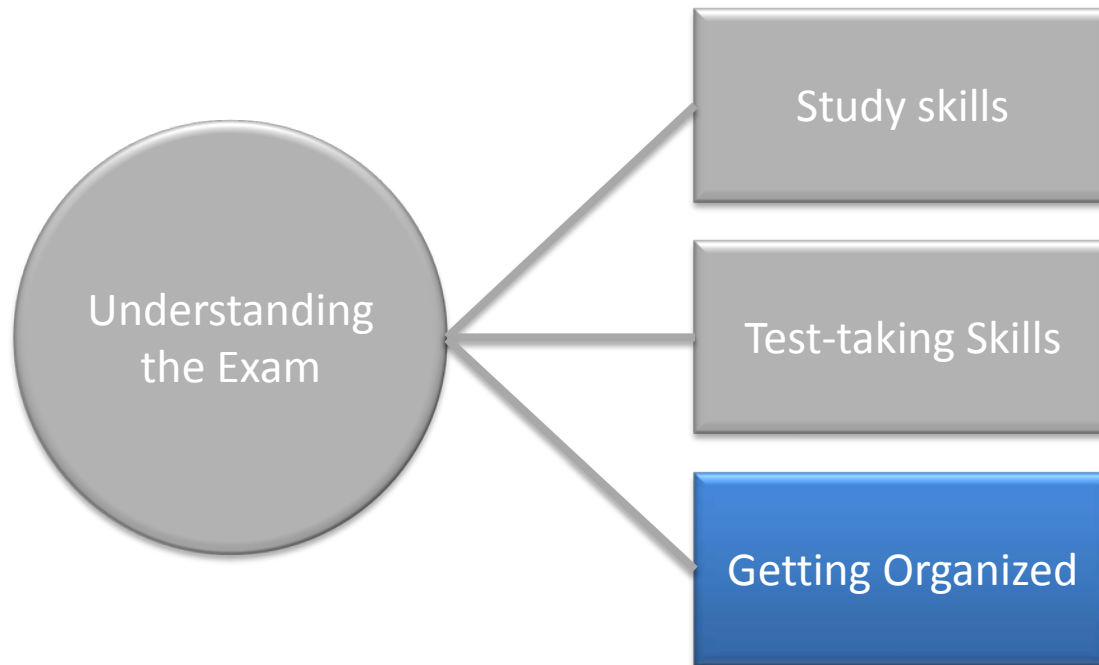 Understanding
the Exam
Study skills
Test-taking Skills
Getting Organized